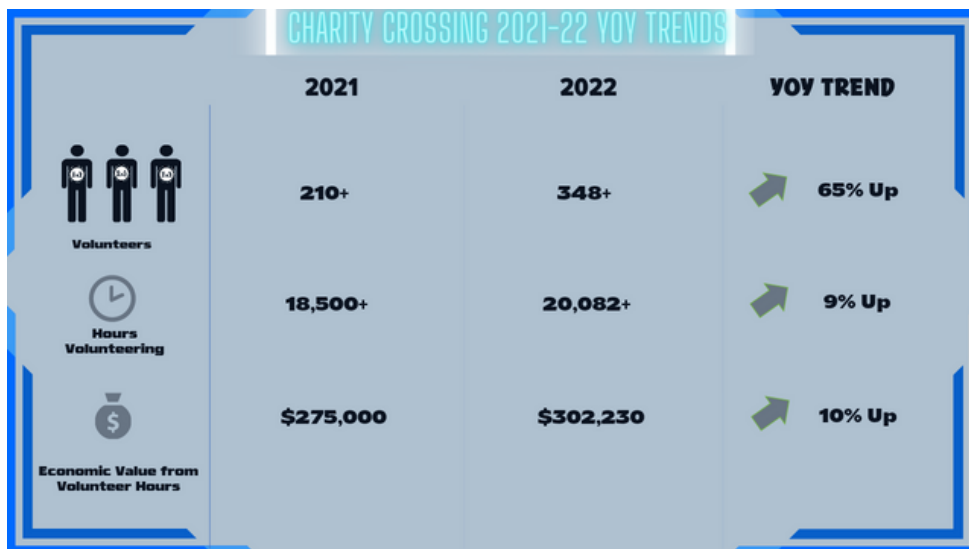 CHARITY CROSSING 2021-22 YOY TRENDS
2021 2022 YOY TREND
210+ 348+ 65% Up
Volunteers
18,500+ 20,082+ 9% Up
Hours
Volunteering
$
$275,000 $302,230 10% Up
Economic Value from
Volunteer Hours